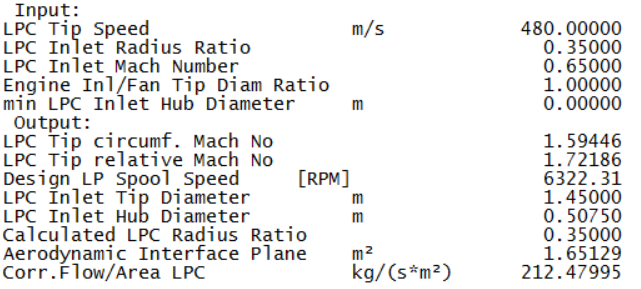 Input:
LPC Tip Speed m/s 480.00000
LPC Inlet Radius Ratio 0.35000
LPC Inlet Mach Number 0.65000
Engine Inl/Fan Tip Diam Ratio 1.00000
min LPC Inlet Hub Diameter m 0.00000
Output:
LPC Tip circumf. Mach No 1.59446
LPC Tip relative Mach No 1.72186
Design LP Spool Speed [RPM] 6322.31
LPC Inlet Tip Diameter m 1.45000
LPC Inlet Hub Diameter m 0.50750
Calculated LPC Radius Ratio 0.35000
Aerodynamic Interface Plane m² 1.65129
Corr.Flow/Area LPC kg/(s*m²) 212.47995